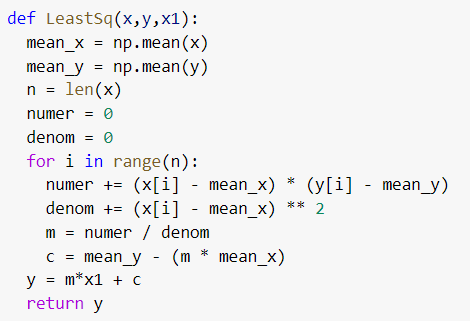 def LeastSq(x,y,x1):
  mean_x = np.mean(x)
  mean_y = np.mean(y)
  n = len(x)
  numer = 0
  denom = 0
  for i in range(n):
    numer += (x[i] - mean_x) * (y[i] - mean_y)
    denom += (x[i] - mean_x) ** 2
    m = numer / denom
    c = mean_y - (m * mean_x)
  y = m*x1 + c
  return y